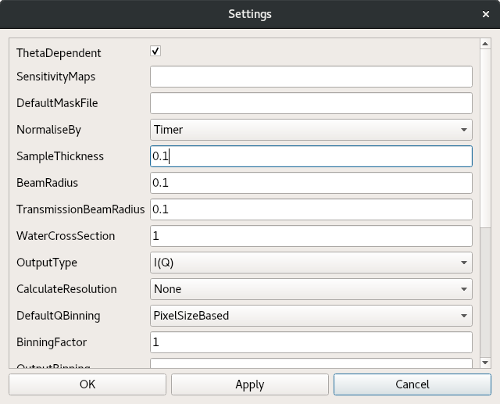 Settings
ThetaDependent
SensitivityMaps
DefaultMaskFile
NormaliseBy Timer
SampleThickness 0.1
BeamRadius 0.1
TransmissionBeamRadius 0.1
WaterCrossSection 1
OutputType I(Q)
CalculateResolution None
DefaultQBinning PixelSizeBased
BinningFactor 1
OutputBinning
OK Apply Cancel